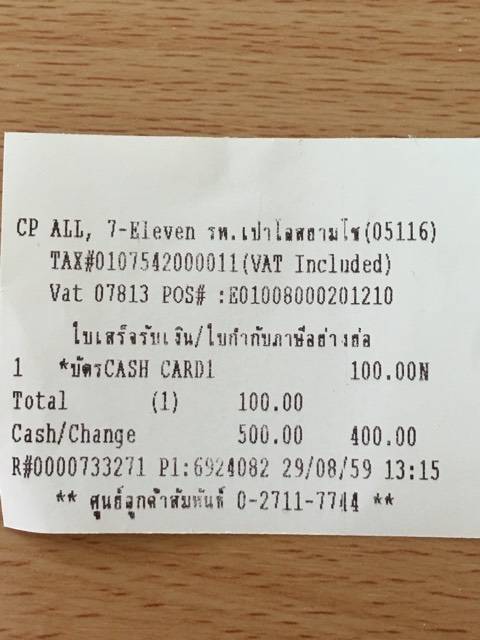 CP ALL, 7-Eleven รพ.เปาโลสยามโซ(05116)
TAX#0107542000011(VAT Included)
Vat 07813 POS# :E01008000201210
ใบเสร็จรับเงิน/ใบกำกับภาษีอย่างย่อ
1 *บัตรCASH CARD1 100.00N
Total (1) 100.00
Cash/Change 500.00 400.00
R#0000733271 P1:6924082 29/08/59 13:15
** ศูนย์ลูกค้าสัมพันธ์ 0-2711-7744 **